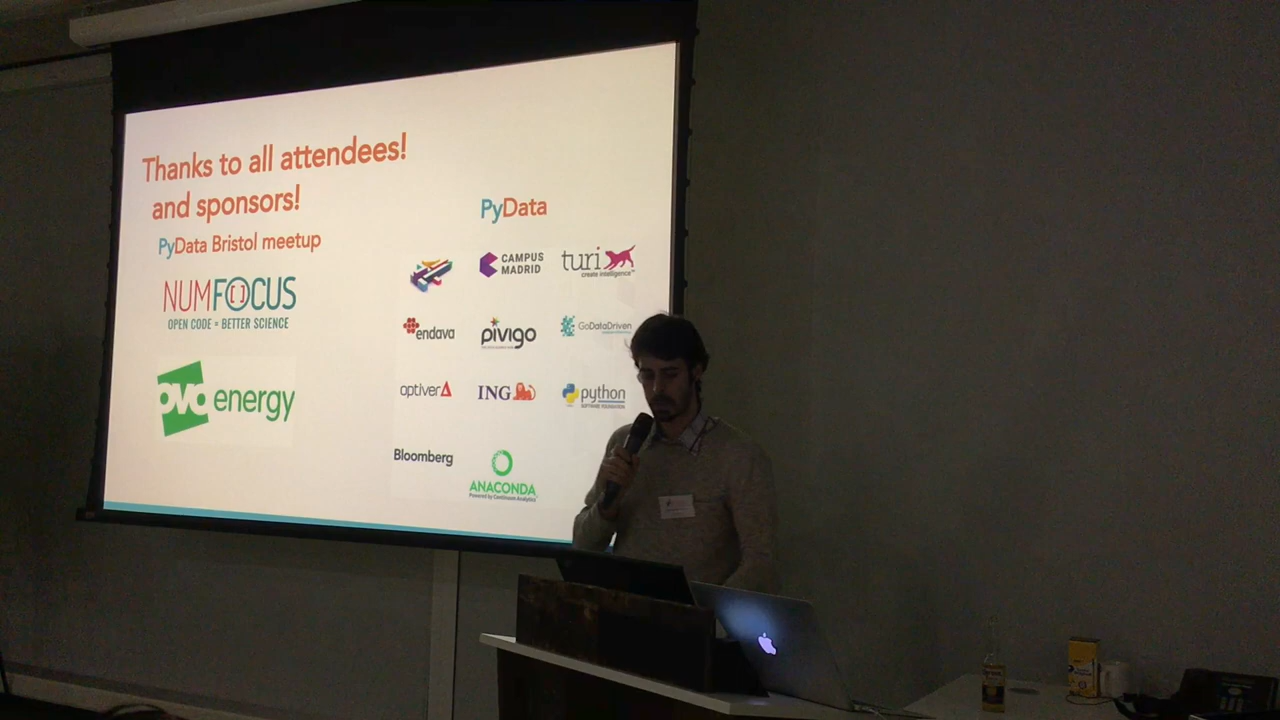 Thanks to all attendees!
and sponsors!
PyData Bristol meetup
NUMFOCUS
OPEN CODE = BETTER SCIENCE
ovo energy
PyData
CAMPUS
MADRID
turi
create intelligence
endava
pivigo
GoDataDriven
optiver
ING
python
SOFTWARE FOUNDATION
Bloomberg
ANACONDA
Powered by Continuum Analytics